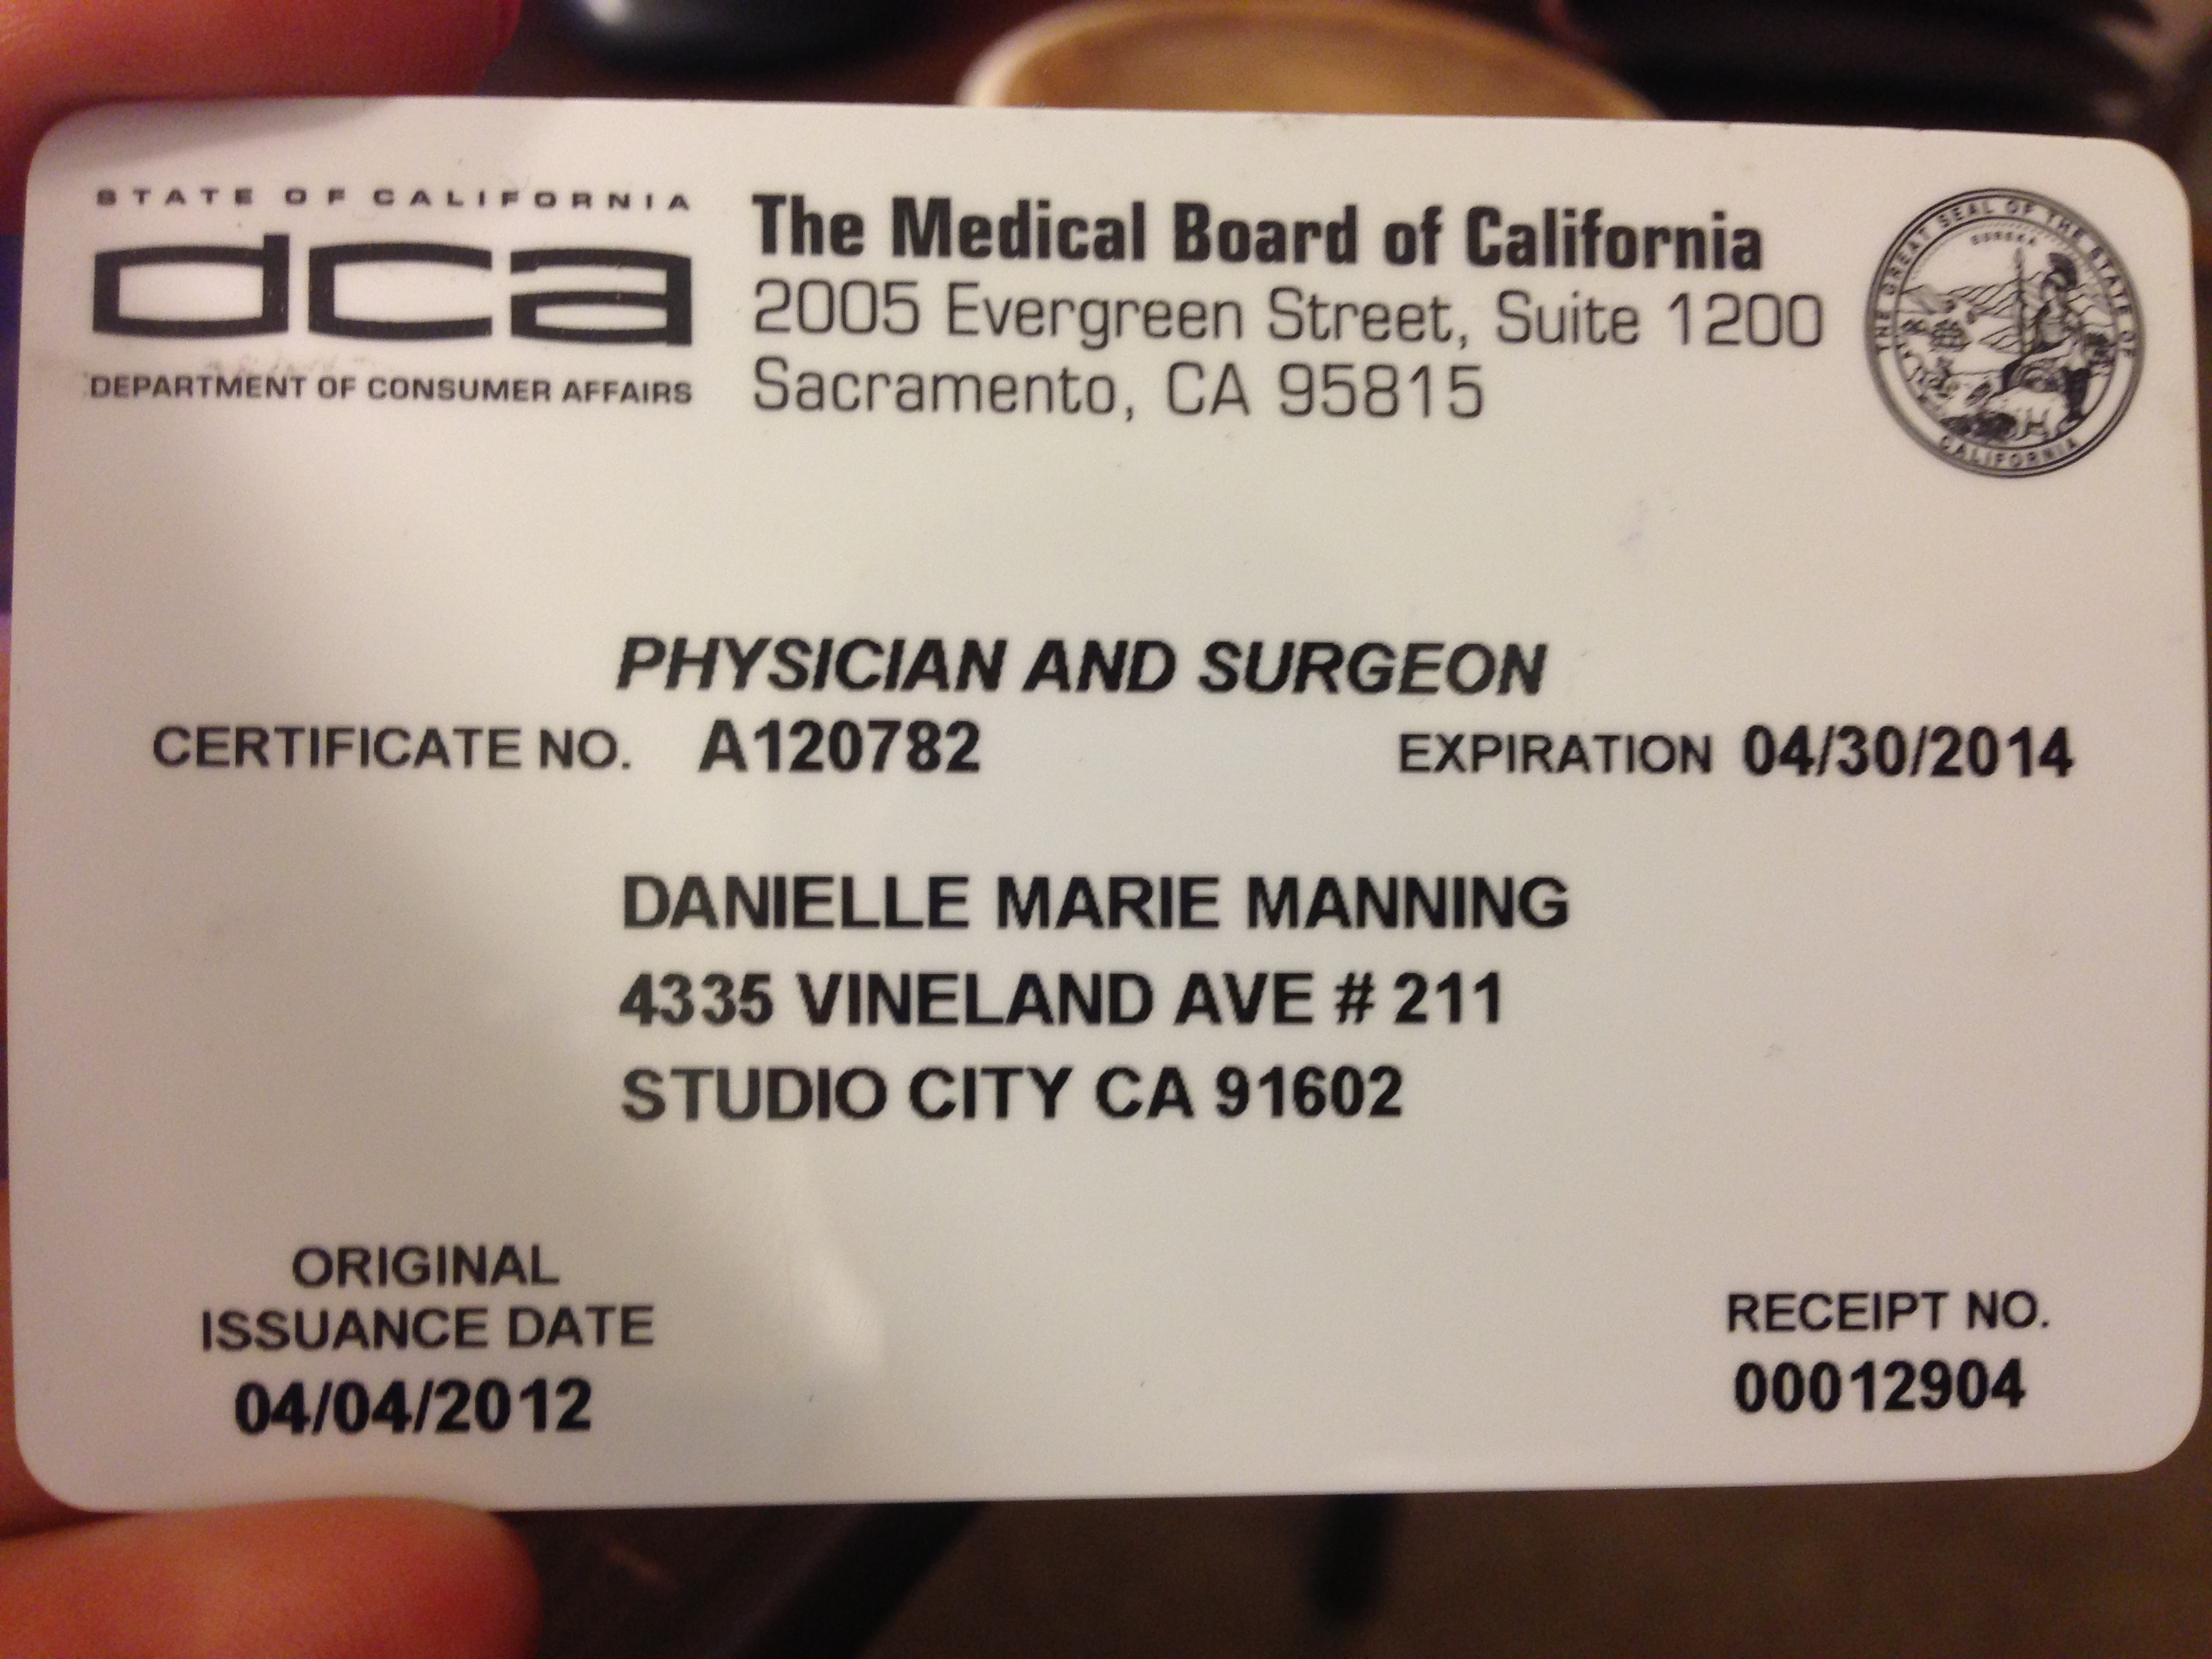 STATE OF CALIFORNIA
dca
DEPARTMENT OF CONSUMER AFFAIRS
The Medical Board of California
2005 Evergreen Street, Suite 1200
Sacramento, CA 95815
THE GREAT SEAL OF THE STATE OF CALIFORNIA
EUREKA
PHYSICIAN AND SURGEON
CERTIFICATE NO. A120782 EXPIRATION 04/30/2014
DANIELLE MARIE MANNING
4335 VINELAND AVE # 211
STUDIO CITY CA 91602
ORIGINAL
ISSUANCE DATE
04/04/2012
RECEIPT NO.
00012904